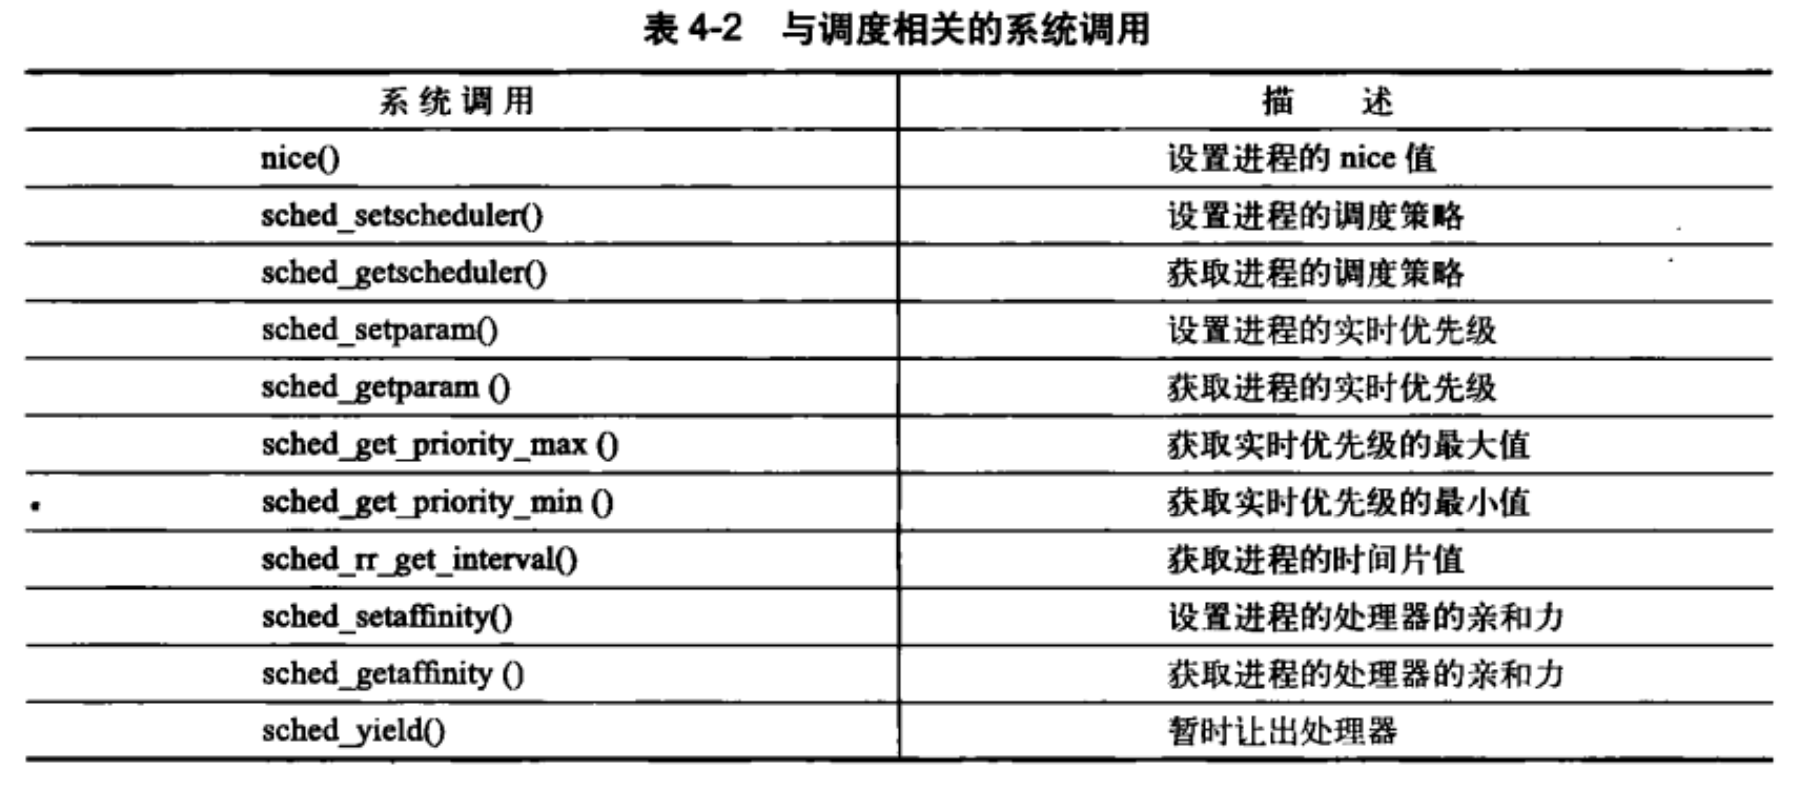 表 4-2 与调度相关的系统调用
系统调用 描 述
nice() 设置进程的 nice 值
sched_setscheduler() 设置进程的调度策略
sched_getscheduler() 获取进程的调度策略
sched_setparam() 设置进程的实时优先级
sched_getparam () 获取进程的实时优先级
sched_get_priority_max () 获取实时优先级的最大值
sched_get_priority_min () 获取实时优先级的最小值
sched_rr_get_interval() 获取进程的时间片值
sched_setaffinity() 设置进程的处理器的亲和力
sched_getaffinity () 获取进程的处理器的亲和力
sched_yield() 暂时让出处理器